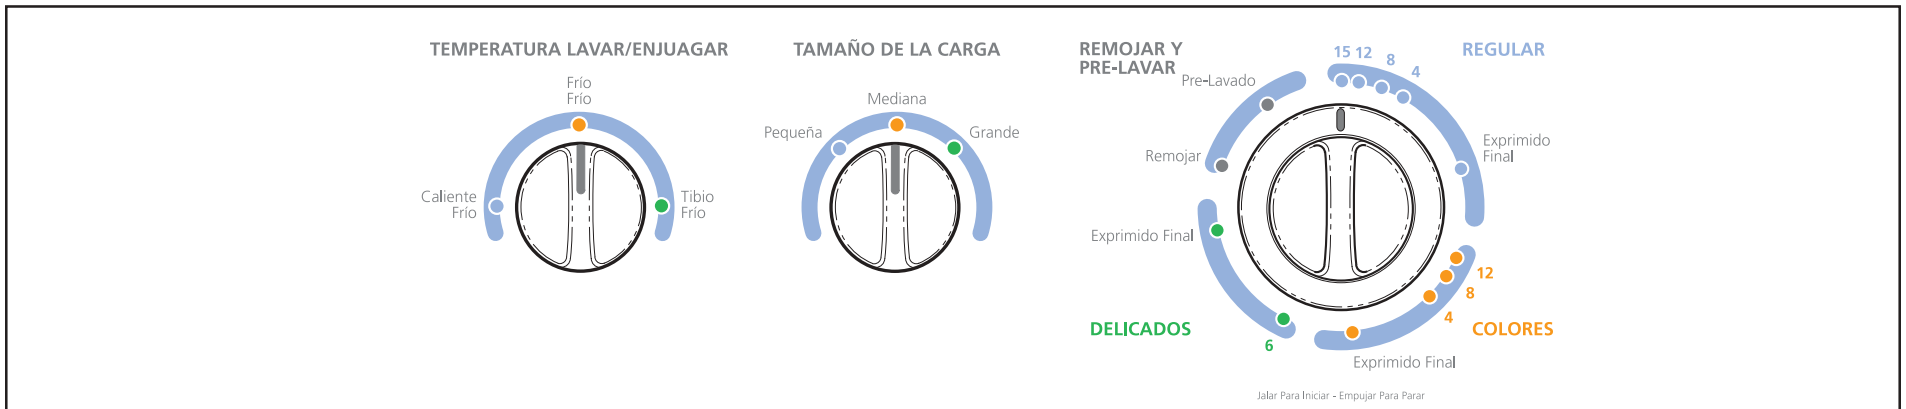 TEMPERATURA LAVAR/ENJUAGAR
Frío
Frío
Caliente
Frío
Tibio
Frío
TAMAÑO DE LA CARGA
Pequeña
Mediana
Grande
REMOJAR Y
PRE-LAVAR
Pre-Lavado
Remojar
REGULAR
15 12 8 4
Exprimido
Final
12
8
4
COLORES
Exprimido Final
DELICADOS
6
Exprimido Final
Jalar Para Iniciar - Empujar Para Parar